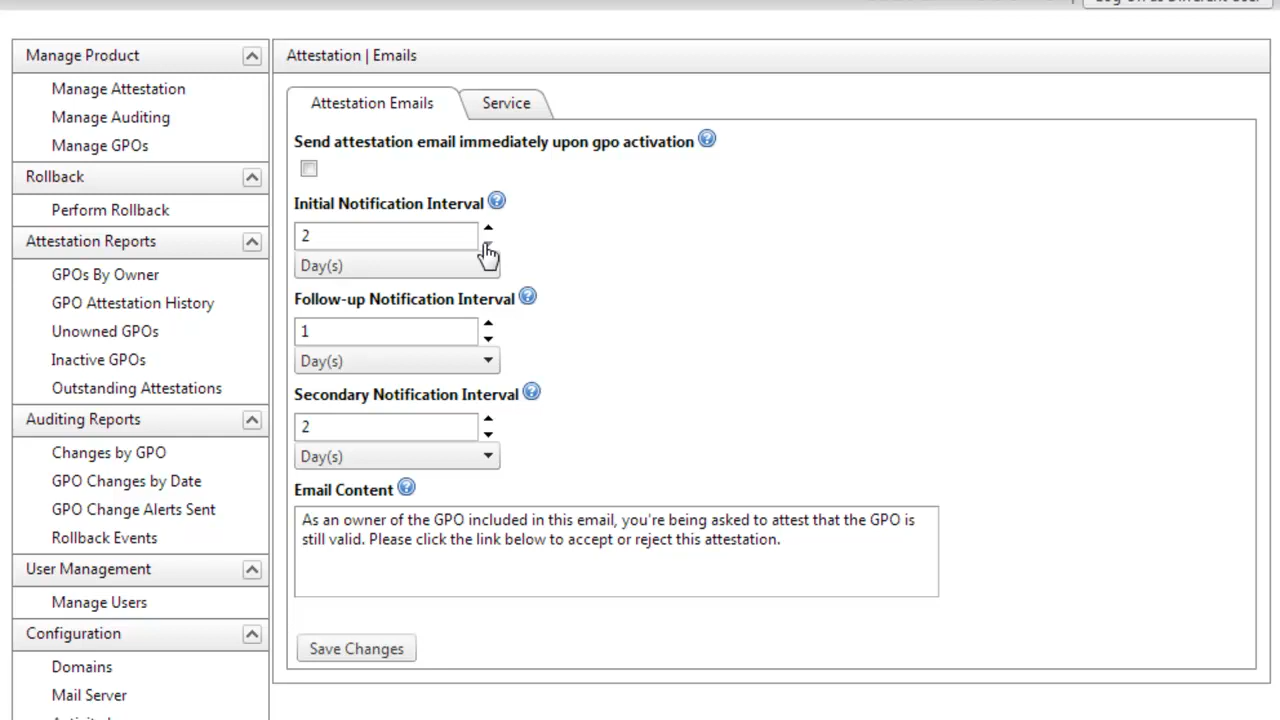 Manage Product
Manage Attestation
Manage Auditing
Manage GPOs
Rollback
Perform Rollback
Attestation Reports
GPOs By Owner
GPO Attestation History
Unowned GPOs
Inactive GPOs
Outstanding Attestations
Auditing Reports
Changes by GPO
GPO Changes by Date
GPO Change Alerts Sent
Rollback Events
User Management
Manage Users
Configuration
Domains
Mail Server
Attestation | Emails
Attestation Emails
Service
Send attestation email immediately upon gpo activation
Initial Notification Interval
2
Day(s)
Follow-up Notification Interval
1
Day(s)
Secondary Notification Interval
2
Day(s)
Email Content
As an owner of the GPO included in this email, you're being asked to attest that the GPO is
still valid. Please click the link below to accept or reject this attestation.
Save Changes